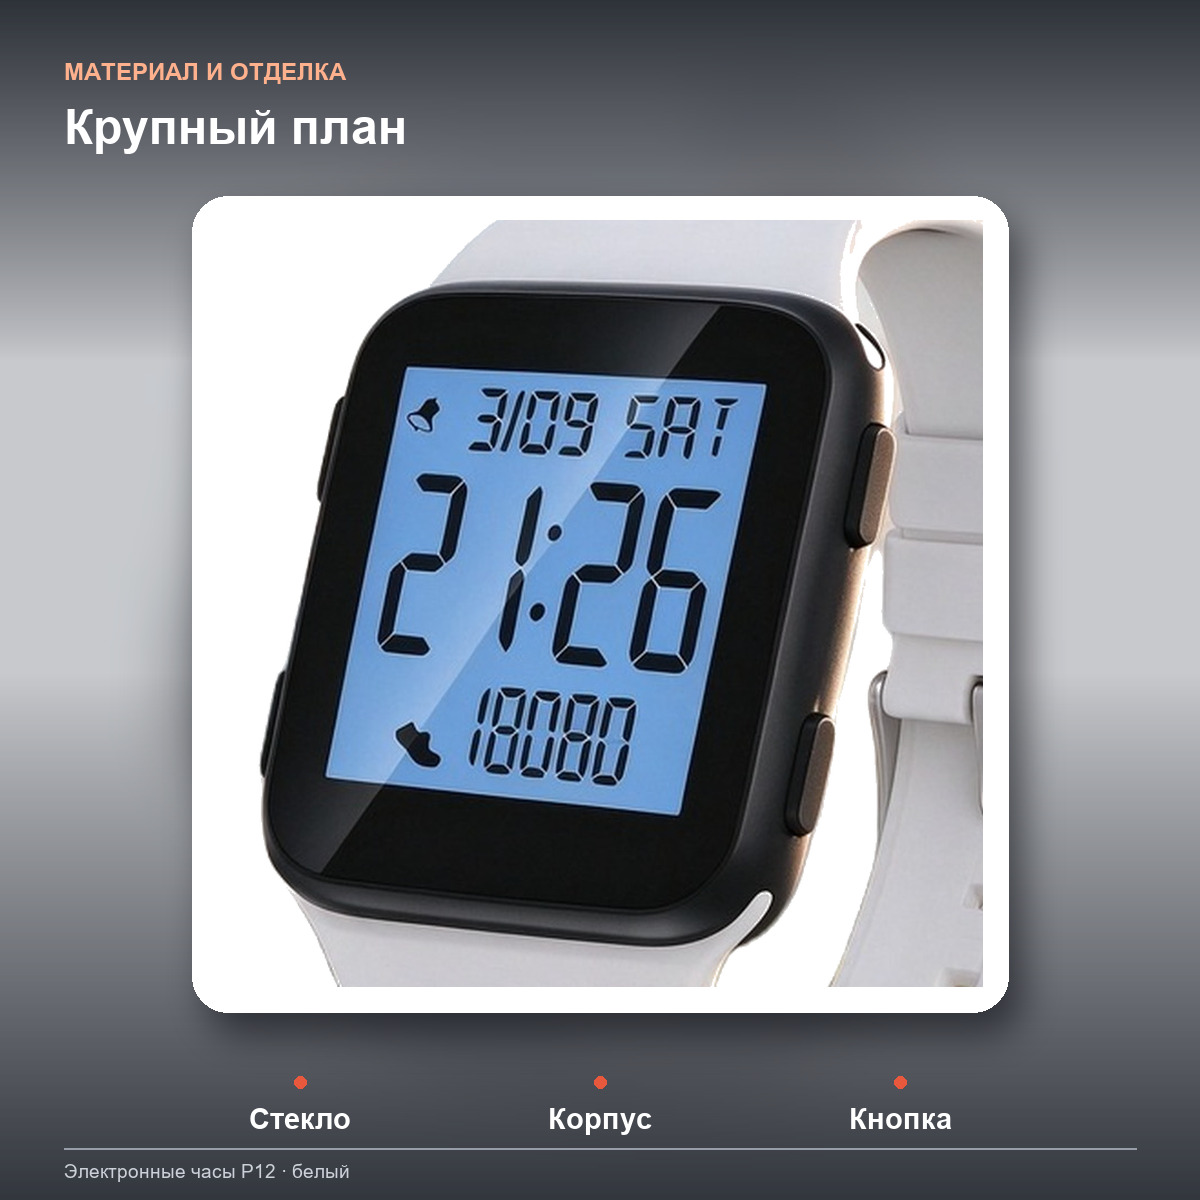 МАТЕРИАЛ И ОТДЕЛКА
Крупный план
3/09 SAT
21:26
18080
Стекло
Корпус
Кнопка
Электронные часы P12 · белый